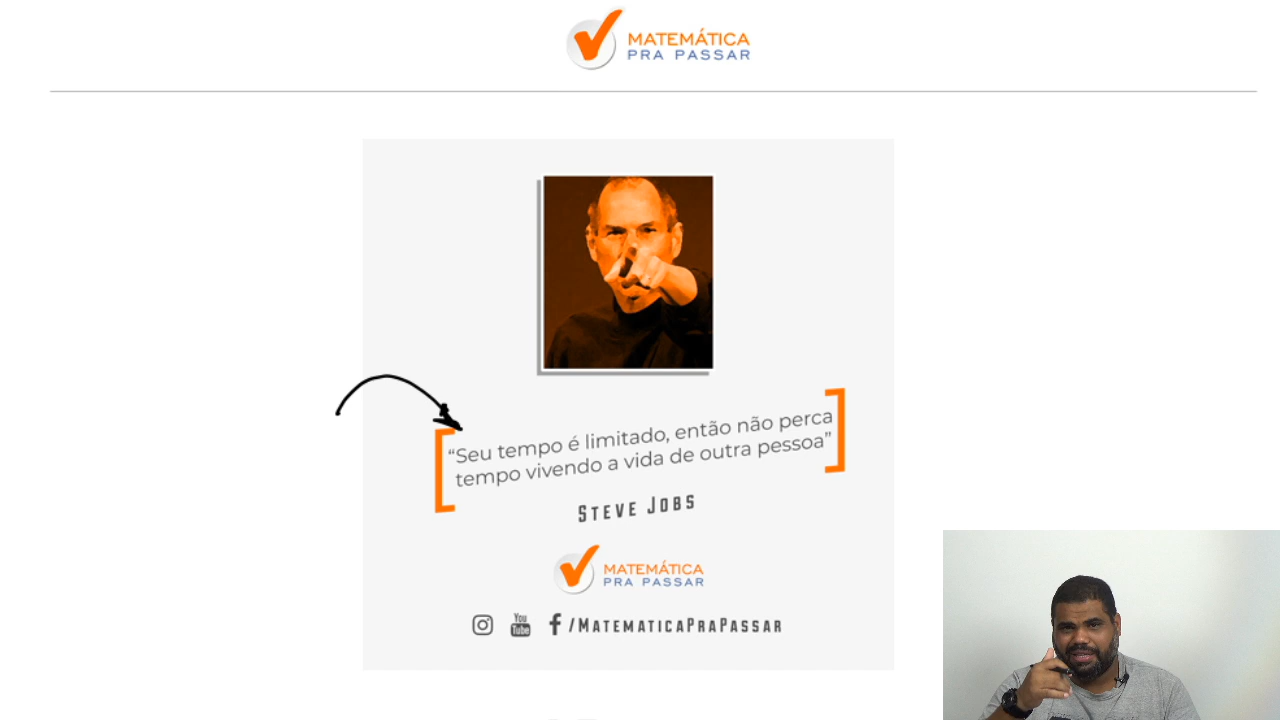 MATEMÁTICA
PRA PASSAR
“Seu tempo é limitado, então não perca
tempo vivendo a vida de outra pessoa”
STEVE JOBS
MATEMÁTICA
PRA PASSAR
You
Tube
/MATEMATICAPRAPASSAR